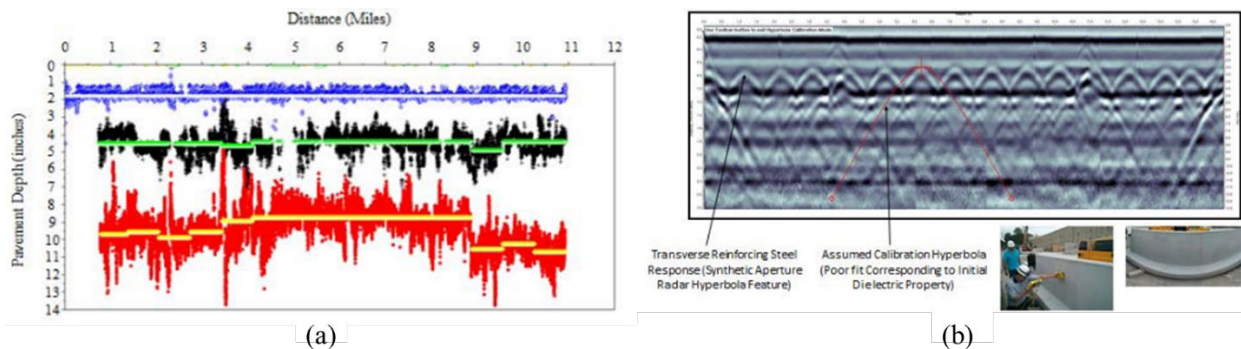 Distance (Miles)
0 1 2 3 4 5 6 7 8 9 10 11 12
Pavement Depth (inches)
0
1
2
3
4
5
6
7
8
9
10
11
12
13
14
(a)
Transverse Reinforcing Steel
Response (Synthetic Aperture
Radar Hyperbola Feature)
Assumed Calibration Hyperbola
(Poor fit Corresponding to Initial
Dielectric Property)
(b)